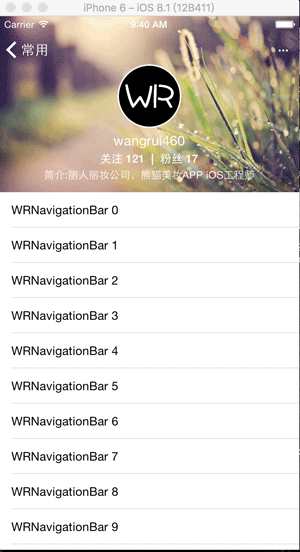 iPhone 6 – iOS 8.1 (12B411)
Carrier 9:40 AM
常用 •••
WR
wangrui460
关注 121 | 粉丝 17
简介:丽人丽妆公司，熊猫美妆APP iOS工程师
WRNavigationBar 0
WRNavigationBar 1
WRNavigationBar 2
WRNavigationBar 3
WRNavigationBar 4
WRNavigationBar 5
WRNavigationBar 6
WRNavigationBar 7
WRNavigationBar 8
WRNavigationBar 9